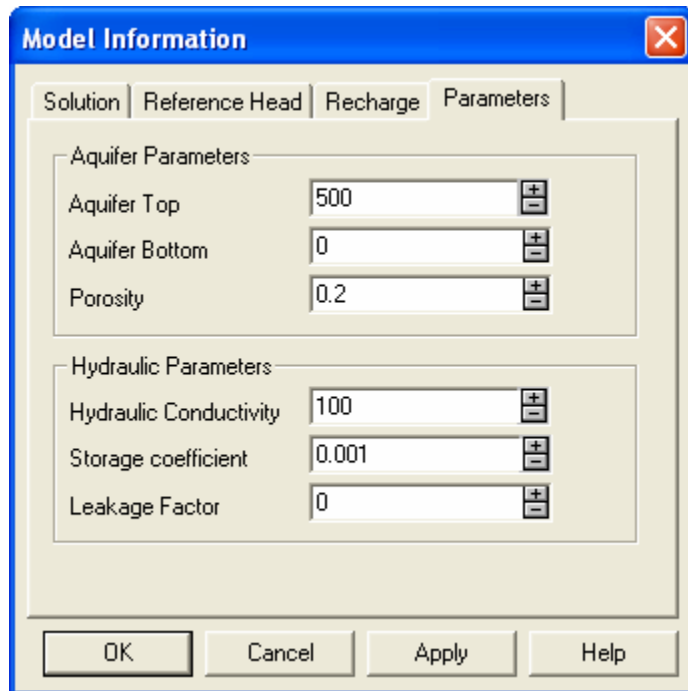 Model Information
Solution Reference Head Recharge Parameters
Aquifer Parameters
Aquifer Top 500
Aquifer Bottom 0
Porosity 0.2
Hydraulic Parameters
Hydraulic Conductivity 100
Storage coefficient 0.001
Leakage Factor 0
OK Cancel Apply Help